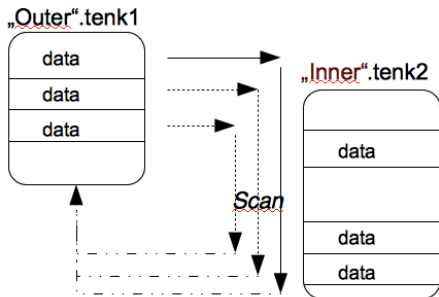 „Outer“.tenk1
data
data
data
„Inner“.tenk2
data
Scan
data
data